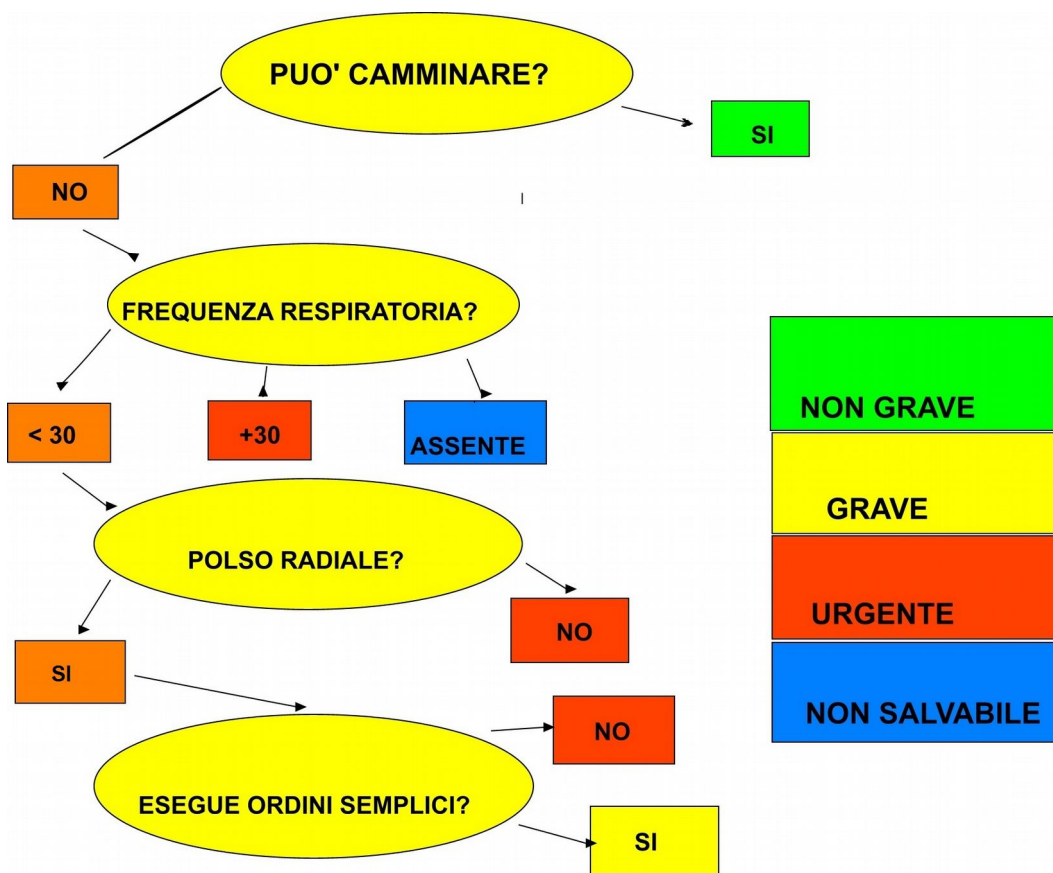 PUO' CAMMINARE?
SI
NO
FREQUENZA RESPIRATORIA?
< 30
+30
ASSENTE
POLSO RADIALE?
NO
SI
NO
ESEGUE ORDINI SEMPLICI?
SI
NON GRAVE
GRAVE
URGENTE
NON SALVABILE